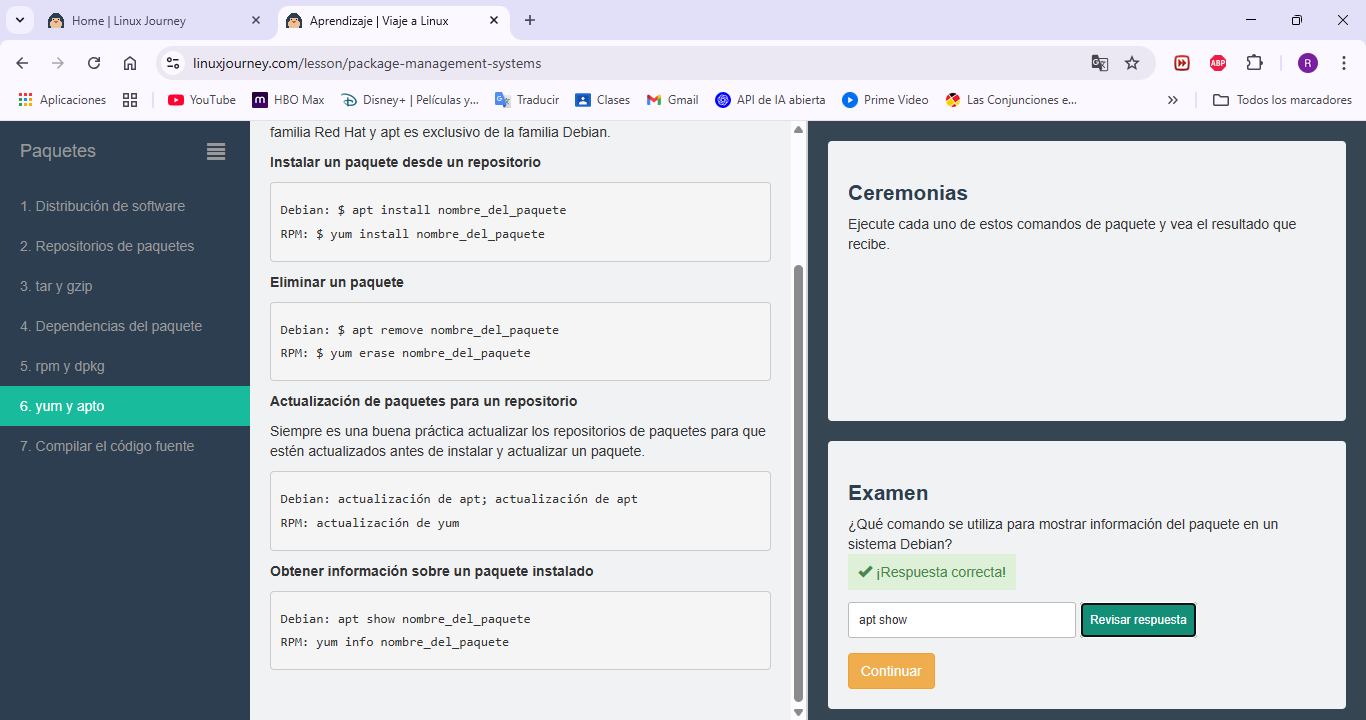 Home | Linux Journey
Aprendizaje | Viaje a Linux
linuxjourney.com/lesson/package-management-systems
ABP
R
Aplicaciones
YouTube
HBO Max
Disney+ | Películas y...
Traducir
Clases
Gmail
API de IA abierta
Prime Video
Las Conjunciones e...
Todos los marcadores
Paquetes
1. Distribución de software
2. Repositorios de paquetes
3. tar y gzip
4. Dependencias del paquete
5. rpm y dpkg
6. yum y apto
7. Compilar el código fuente
familia Red Hat y apt es exclusivo de la familia Debian.
Instalar un paquete desde un repositorio
Debian: $ apt install nombre_del_paquete
RPM: $ yum install nombre_del_paquete
Eliminar un paquete
Debian: $ apt remove nombre_del_paquete
RPM: $ yum erase nombre_del_paquete
Actualización de paquetes para un repositorio
Siempre es una buena práctica actualizar los repositorios de paquetes para que
estén actualizados antes de instalar y actualizar un paquete.
Debian: actualización de apt; actualización de apt
RPM: actualización de yum
Obtener información sobre un paquete instalado
Debian: apt show nombre_del_paquete
RPM: yum info nombre_del_paquete
Ceremonias
Ejecute cada uno de estos comandos de paquete y vea el resultado que
recibe.
Examen
¿Qué comando se utiliza para mostrar información del paquete en un
sistema Debian?
¡Respuesta correcta!
apt show
Revisar respuesta
Continuar